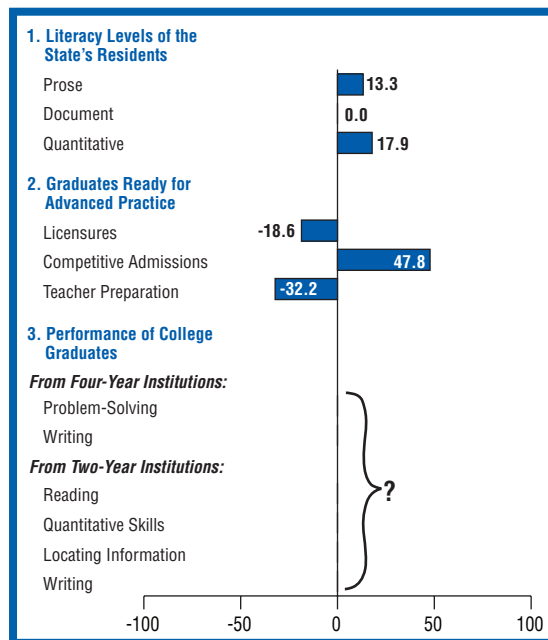 1. Literacy Levels of the
State's Residents
Prose
13.3
Document
0.0
Quantitative
17.9
2. Graduates Ready for
Advanced Practice
Licensures
-18.6
Competitive Admissions
47.8
Teacher Preparation
-32.2
3. Performance of College
Graduates
From Four-Year Institutions:
Problem-Solving
Writing
From Two-Year Institutions:
?
Reading
Quantitative Skills
Locating Information
Writing
-100 -50 0 50 100